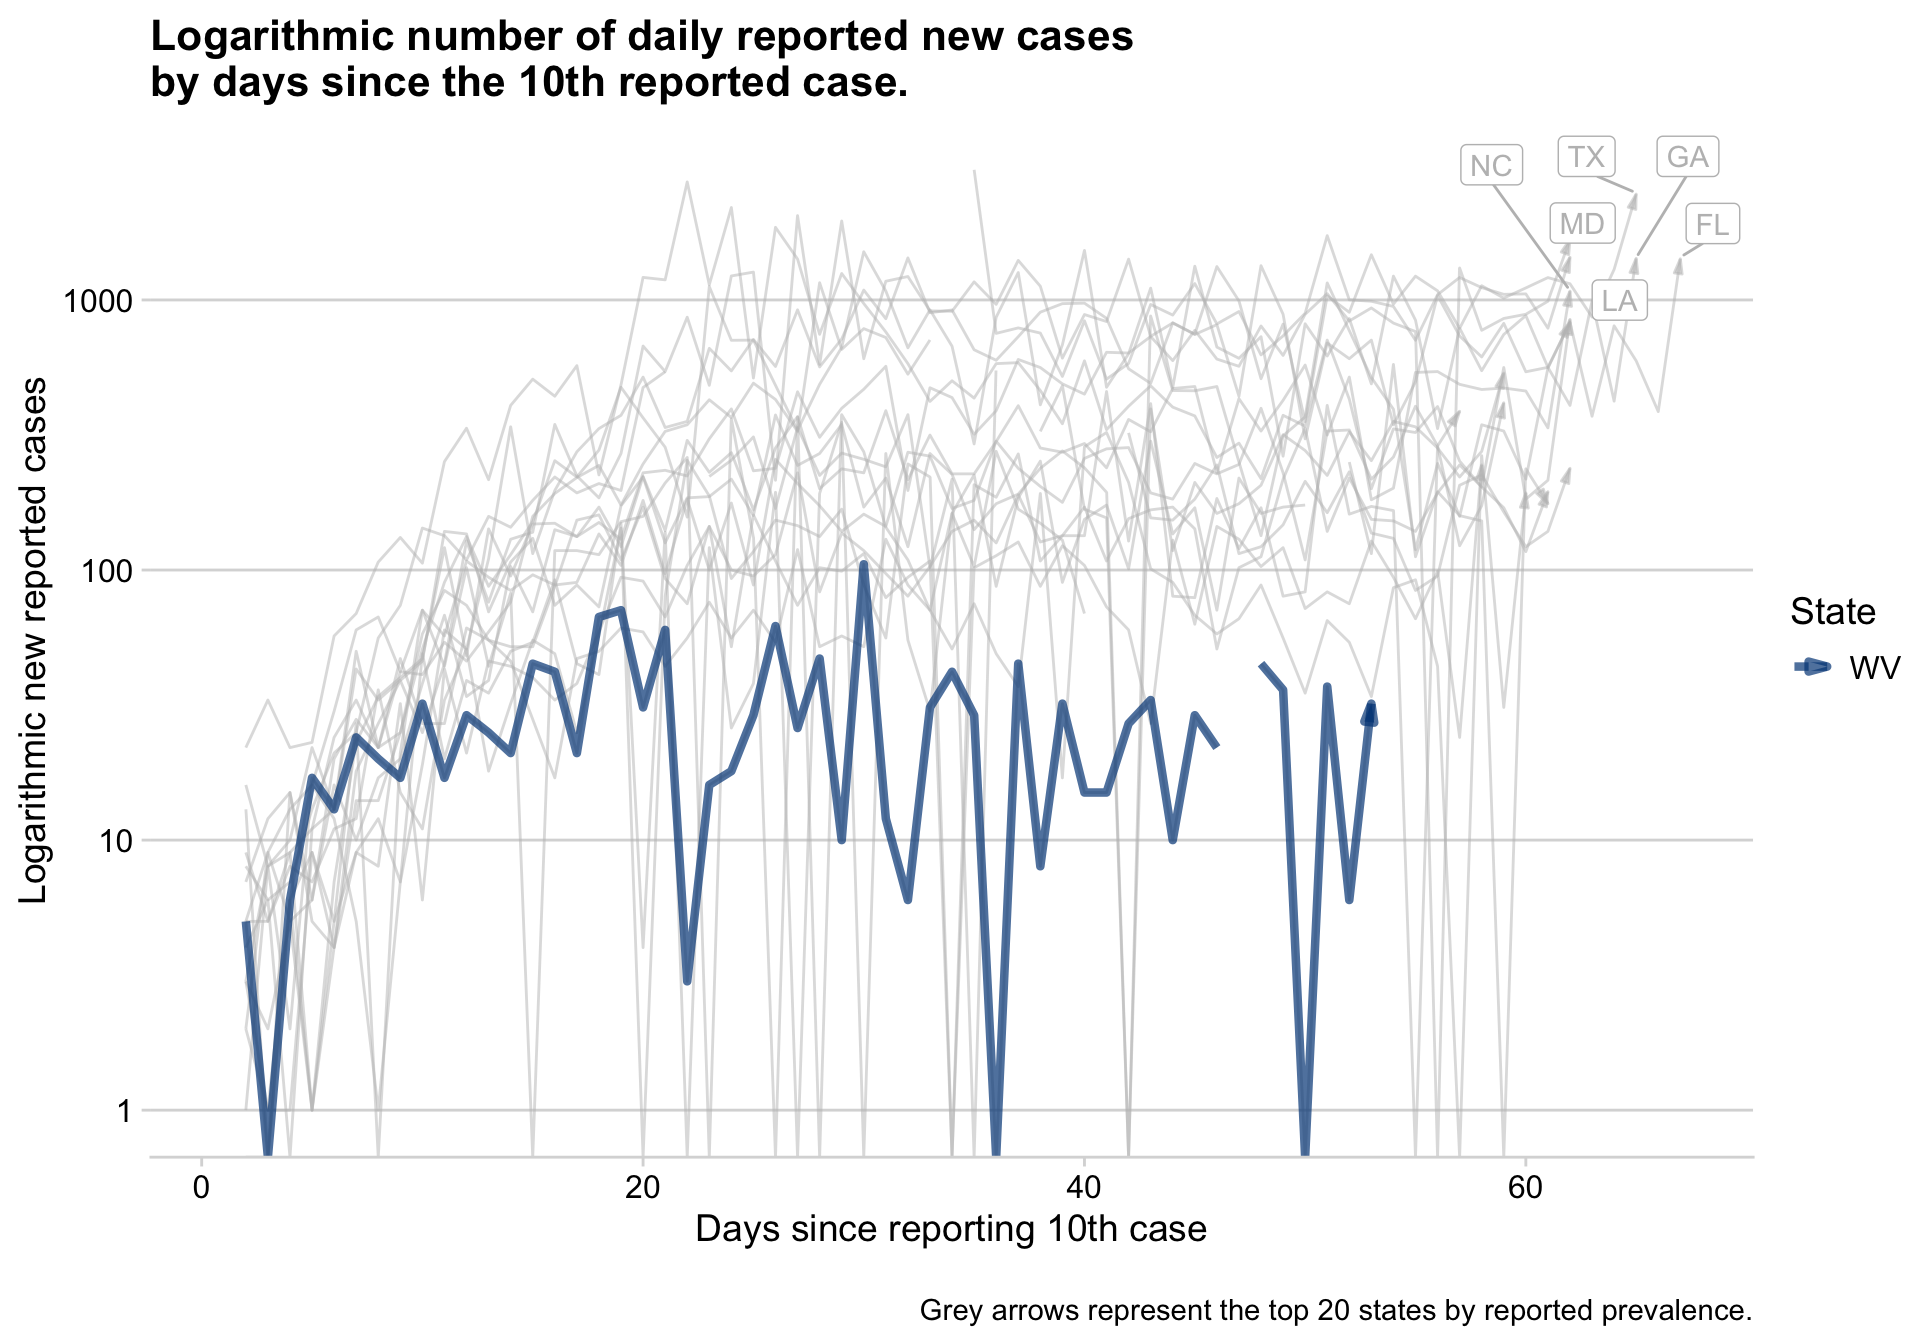 Logarithmic number of daily reported new cases
by days since the 10th reported case.
NC
TX
GA
MD
FL
LA
1000
100
10
1
Logarithmic new reported cases
0
20
40
60
Days since reporting 10th case
State
WV
Grey arrows represent the top 20 states by reported prevalence.